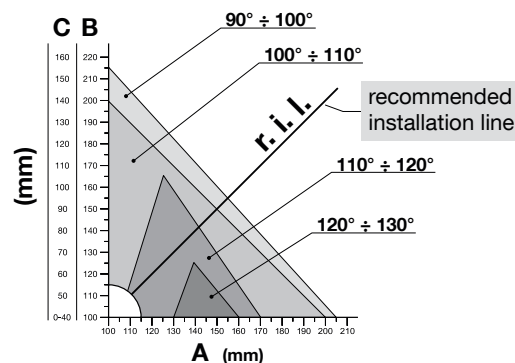 C B
90° ÷ 100°
100° ÷ 110°
r. i. l.
recommended
installation line
110° ÷ 120°
120° ÷ 130°
(mm)
160 220
150 210
140 200
130 190
120 180
110 170
100 160
90 150
80 140
70 130
60 120
50 110
0÷40 100
100 110 120 130 140 150 160 170 180 190 200 210
A (mm)